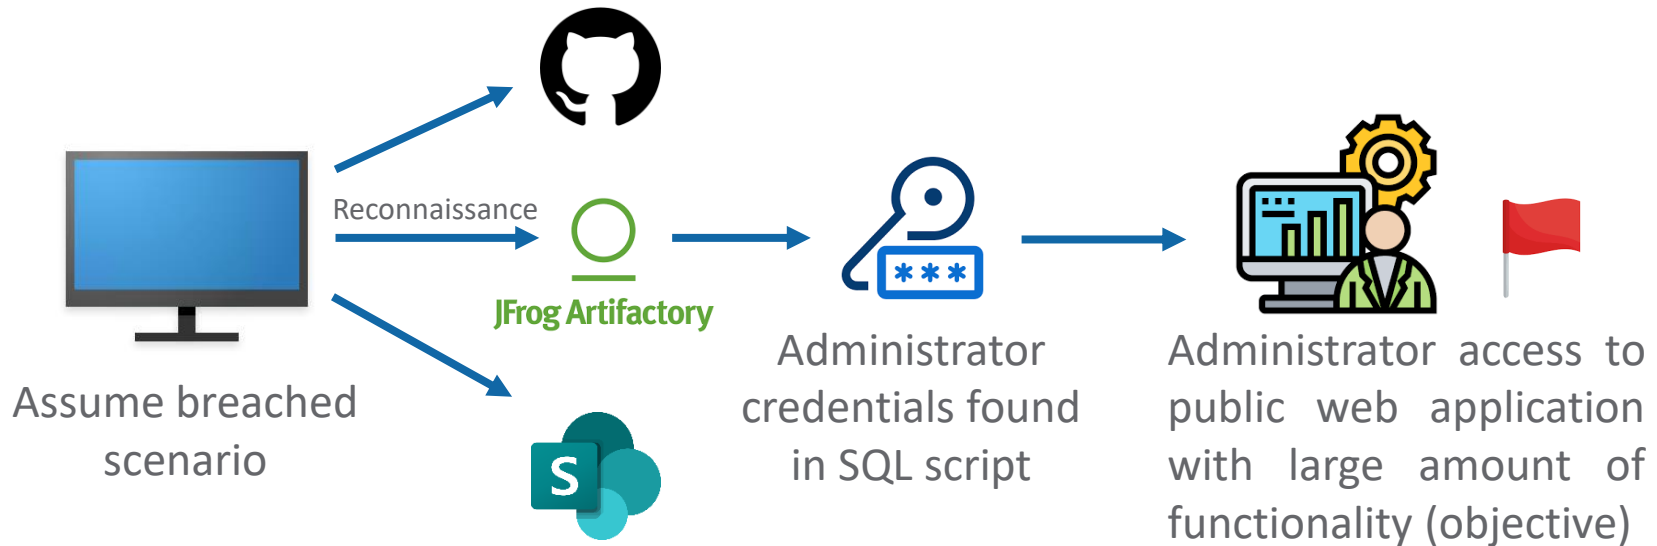 Reconnaissance
JFrog Artifactory
S
***
Assume breached
scenario
Administrator
credentials found
in SQL script
Administrator access to
public web application
with large amount of
functionality (objective)